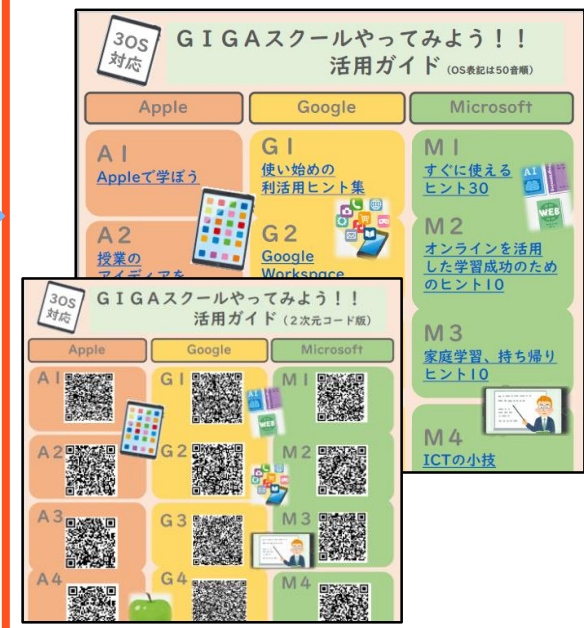 3OS
対応
GIGAスクールやってみよう！！
活用ガイド（OS表記は50音順）
Apple
Google
Microsoft
A1
Appleで学ぼう
A2
授業の
アイディアを
G1
使い始めの
利活用ヒント集
G2
Google
Workspace
M1
すぐに使える
ヒント30
AI
WEB
M2
オンラインを活用
した学習成功のため
のヒント10
M3
家庭学習、持ち帰り
ヒント10
M4
ICTの小技
3OS
対応
GIGAスクールやってみよう！！
活用ガイド（２次元コード版）
Apple
Google
Microsoft
A1
G1
M1
AI
WEB
A2
G2
M2
A3
G3
M3
A4
G4
M4